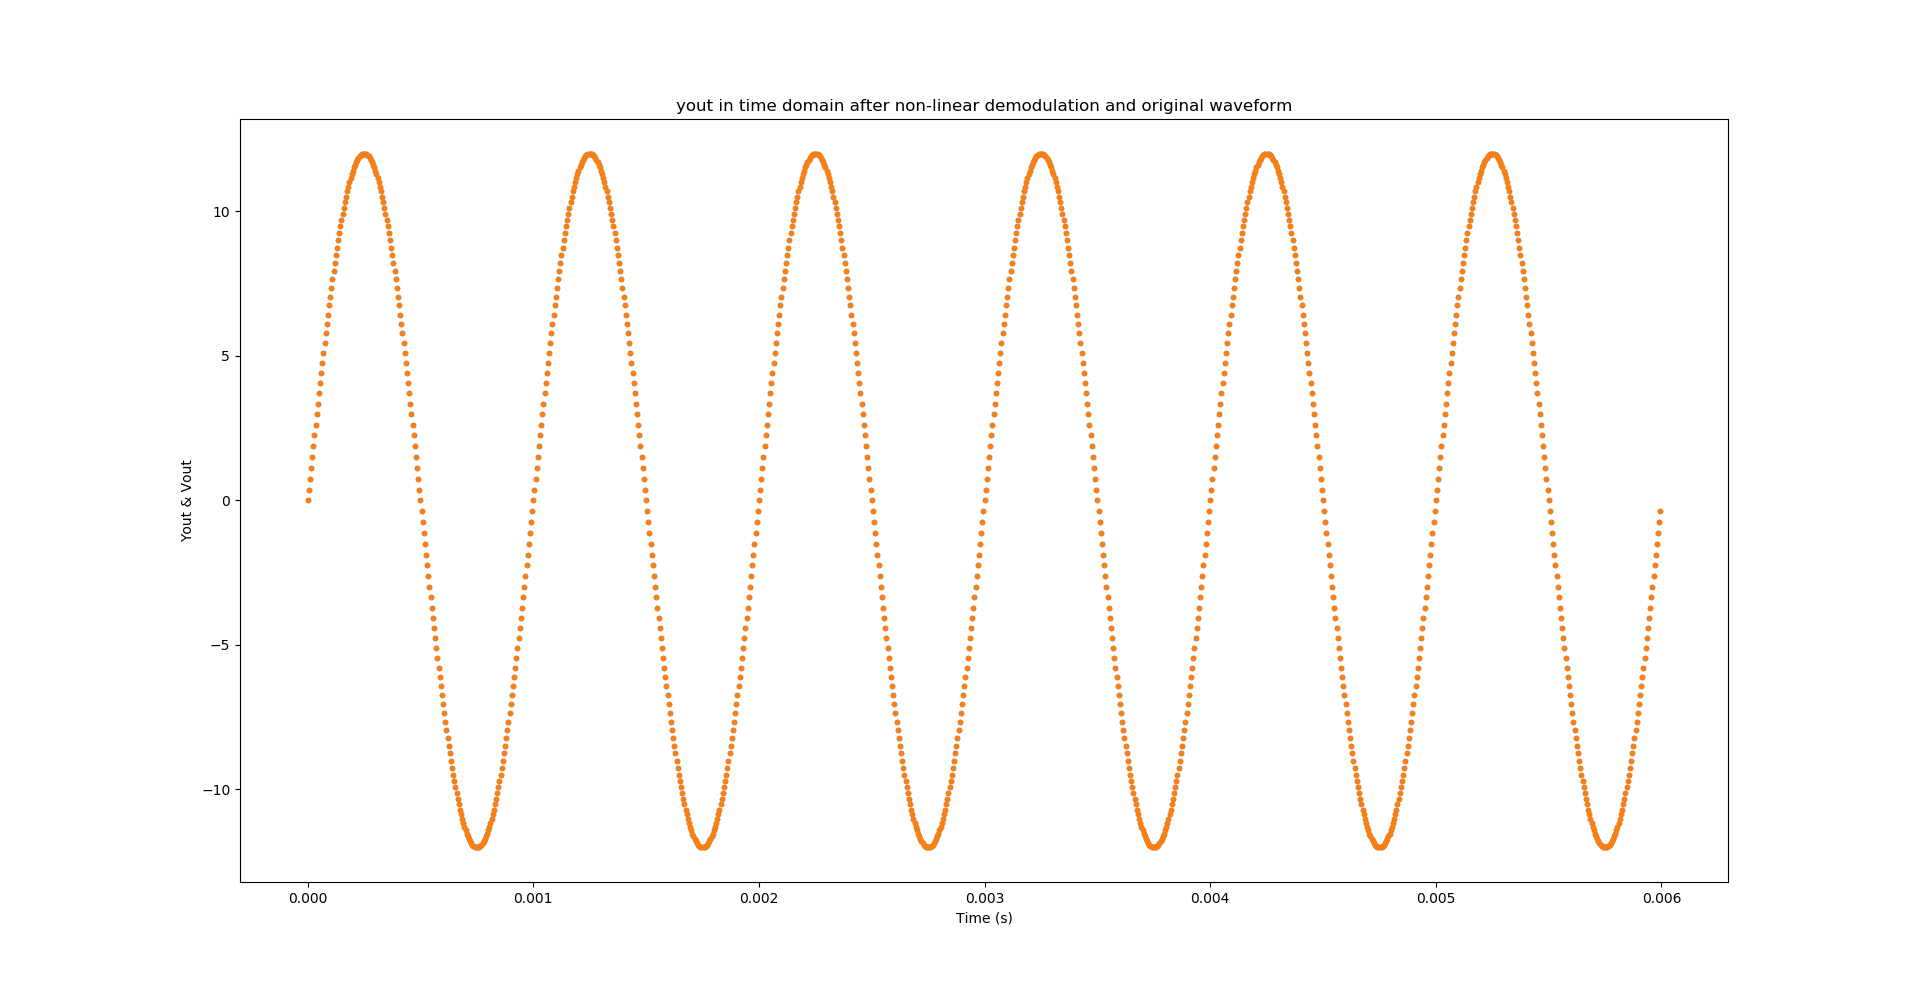 yout in time domain after non-linear demodulation and original waveform
Yout & Vout
10
5
0
−5
−10
0.000 0.001 0.002 0.003 0.004 0.005 0.006
Time (s)